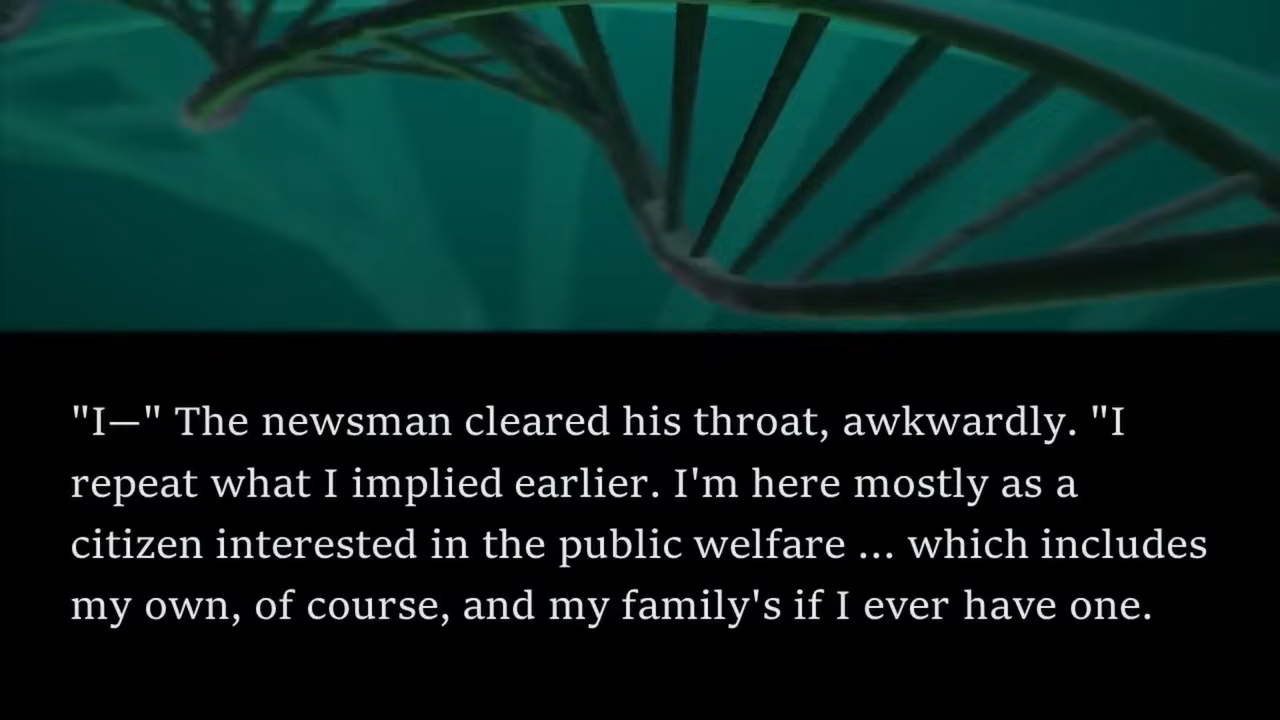 "I—" The newsman cleared his throat, awkwardly. "I
repeat what I implied earlier. I'm here mostly as a
citizen interested in the public welfare ... which includes
my own, of course, and my family's if I ever have one.